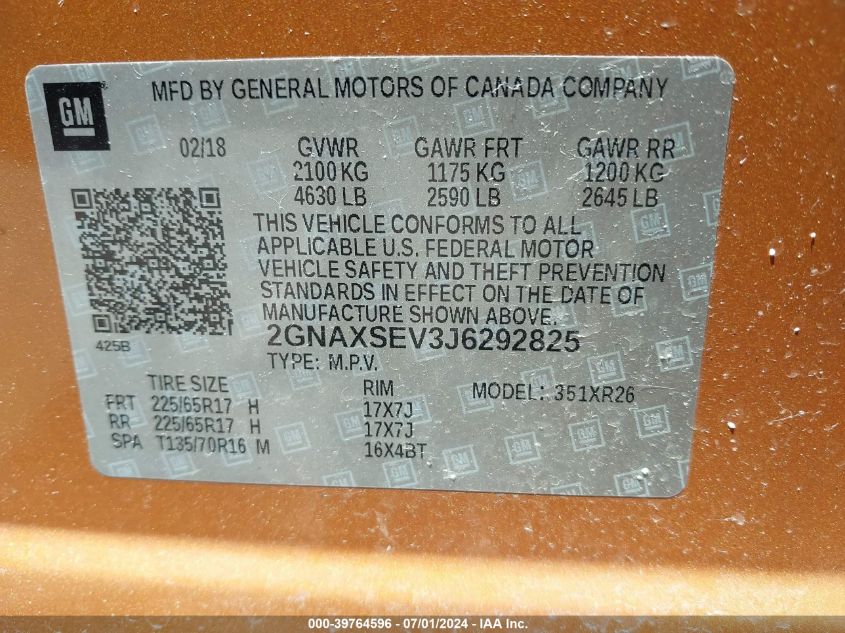 GM
MFD BY GENERAL MOTORS OF CANADA COMPANY
02/18 GVWR GAWR FRT GAWR RR
2100 KG 1175 KG 1200 KG
4630 LB 2590 LB 2645 LB
THIS VEHICLE CONFORMS TO ALL
APPLICABLE U.S. FEDERAL MOTOR
VEHICLE SAFETY AND THEFT PREVENTION
STANDARDS IN EFFECT ON THE DATE OF
MANUFACTURE SHOWN ABOVE.
425B
2GNAXSEV3J6292825
TYPE: M.P.V.
TIRE SIZE RIM MODEL: 351XR26
FRT 225/65R17 H 17X7J
RR 225/65R17 H 17X7J
SPA T135/70R16 M 16X4BT
000-39764596 - 07/01/2024 - IAA Inc.